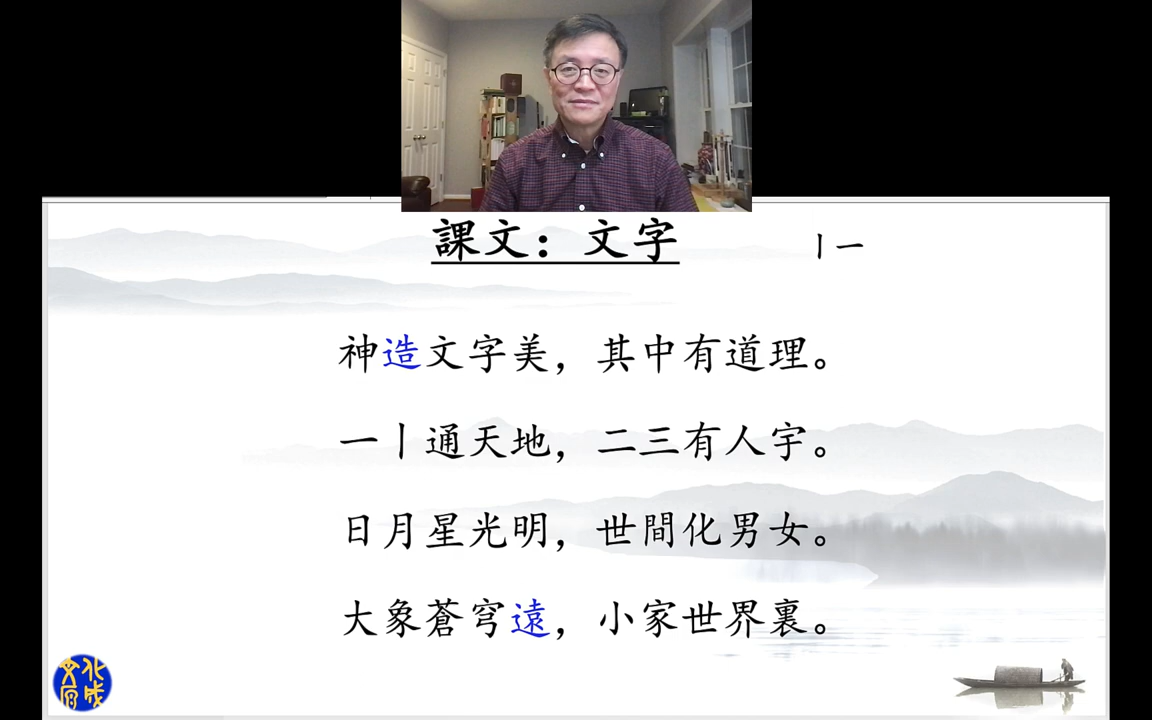 課文：文字
丨一
神造文字美，其中有道理。
一丨通天地，二三有人宇。
日月星光明，世間化男女。
大象蒼穹遠，小家世界裏。